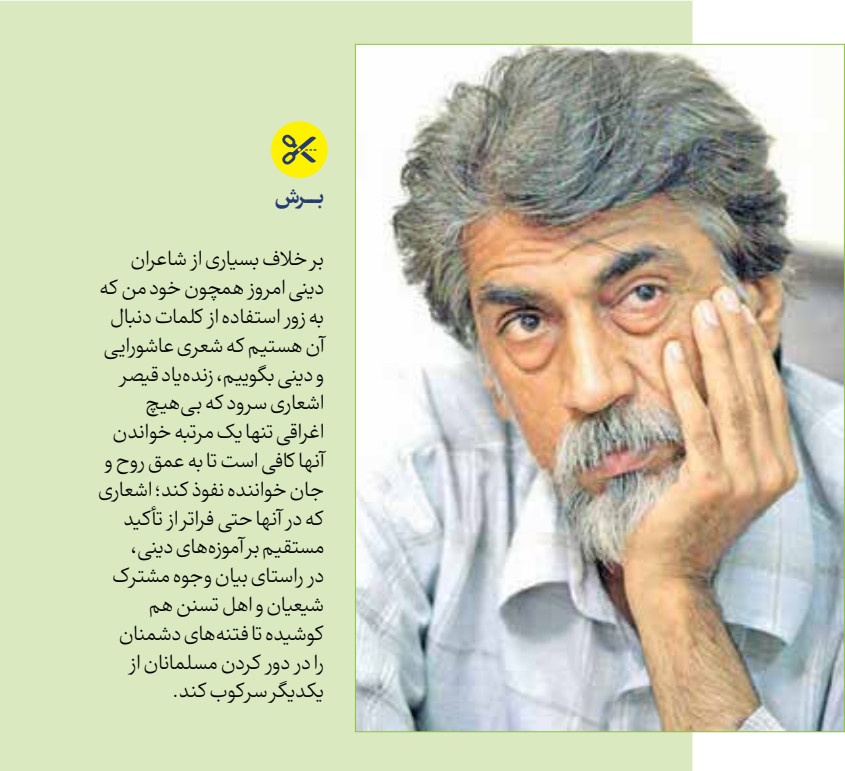 بــرش
بر خلاف بسیاری از شاعران
دینی امروز همچون خود من که
به زور استفاده از کلمات دنبال
آن هستیم که شعری عاشورایی
و دینی بگوییم، زنده‌یاد قیصر
اشعاری سرود که بی‌هیچ
اغراقی تنها یک مرتبه خواندن
آنها کافی است تا به عمق روح و
جان خواننده نفوذ کند؛ اشعاری
که در آنها حتی فراتر از تأکید
مستقیم بر آموزه‌های دینی،
در راستای بیان وجوه مشترک
شیعیان و اهل تسنن هم
کوشیده تا فتنه‌های دشمنان
را در دور کردن مسلمانان از
یکدیگر سرکوب کند.